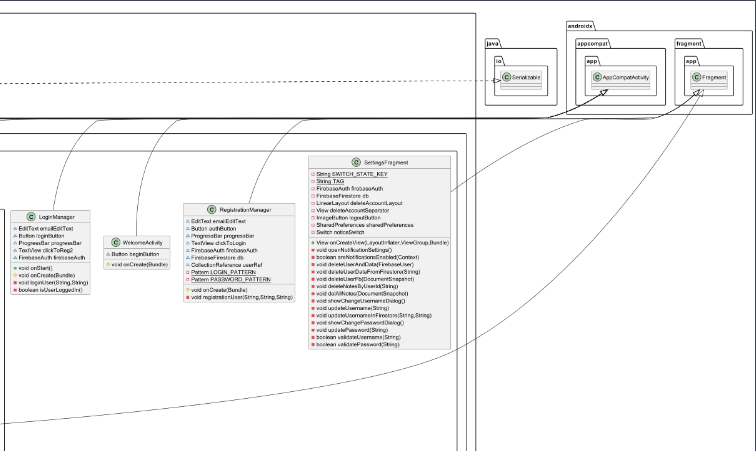 androidx
java
appcompat
fragment
io
app
app
C Serializable
C AppCompatActivity
C Fragment
C SettingsFragment
String SWITCH_STATE_KEY
String TAG
FirebaseAuth firebaseAuth
FirebaseFirestore db
LinearLayout deleteAccountLayout
View deleteAccountSeparator
ImageButton logoutButton
SharedPreferences sharedPreferences
Switch noticeSwitch
View onCreateView(LayoutInflater,ViewGroup,Bundle)
void openNotificationSettings()
boolean areNotificationsEnabled(Context)
void deleteUserAndData(FirebaseUser)
void deleteUserDataFromFirestore(String)
void deleteUserPfp(DocumentSnapshot)
void deleteNotesByUserId(String)
void delAllNotes(DocumentSnapshot)
void showChangeUsernameDialog()
void updateUsername(String)
void updateUsernameInFirestore(String,String)
void showChangePasswordDialog()
void updatePassword(String)
boolean validateUsername(String)
boolean validatePassword(String)
C LoginManager
EditText emailEditText
Button loginButton
ProgressBar progressBar
TextView clickToReg2
FirebaseAuth firebaseAuth
void onStart()
void onCreate(Bundle)
void loginUser(String,String)
boolean isUserLoggedIn()
C WelcomeActivity
Button beginButton
void onCreate(Bundle)
C RegistrationManager
EditText emailEditText
Button authButton
ProgressBar progressBar
TextView clickToLogin
FirebaseAuth firebaseAuth
FirebaseFirestore db
CollectionReference userRef
Pattern LOGIN_PATTERN
Pattern PASSWORD_PATTERN
void onCreate(Bundle)
void registrationUser(String,String,String)